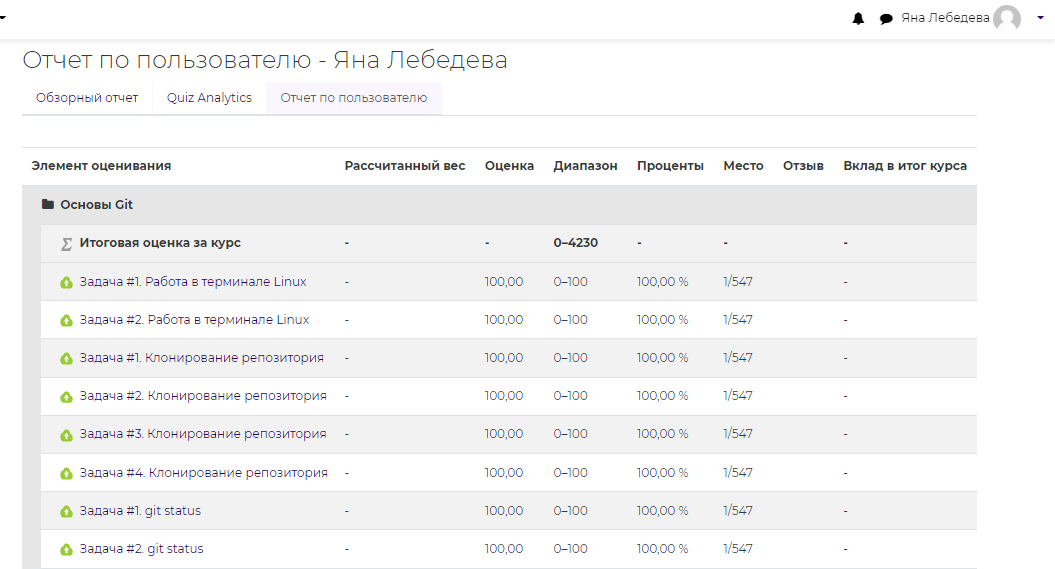 Яна Лебедева
Отчет по пользователю - Яна Лебедева
Обзорный отчет Quiz Analytics Отчет по пользователю
Элемент оценивания Рассчитанный вес Оценка Диапазон Проценты Место Отзыв Вклад в итог курса
Основы Git
Итоговая оценка за курс - - 0–4230 - - -
Задача #1. Работа в терминале Linux - 100,00 0–100 100,00 % 1/547 -
Задача #2. Работа в терминале Linux - 100,00 0–100 100,00 % 1/547 -
Задача #1. Клонирование репозитория - 100,00 0–100 100,00 % 1/547 -
Задача #2. Клонирование репозитория - 100,00 0–100 100,00 % 1/547 -
Задача #3. Клонирование репозитория - 100,00 0–100 100,00 % 1/547 -
Задача #4. Клонирование репозитория - 100,00 0–100 100,00 % 1/547 -
Задача #1. git status - 100,00 0–100 100,00 % 1/547 -
Задача #2. git status - 100,00 0–100 100,00 % 1/547 -